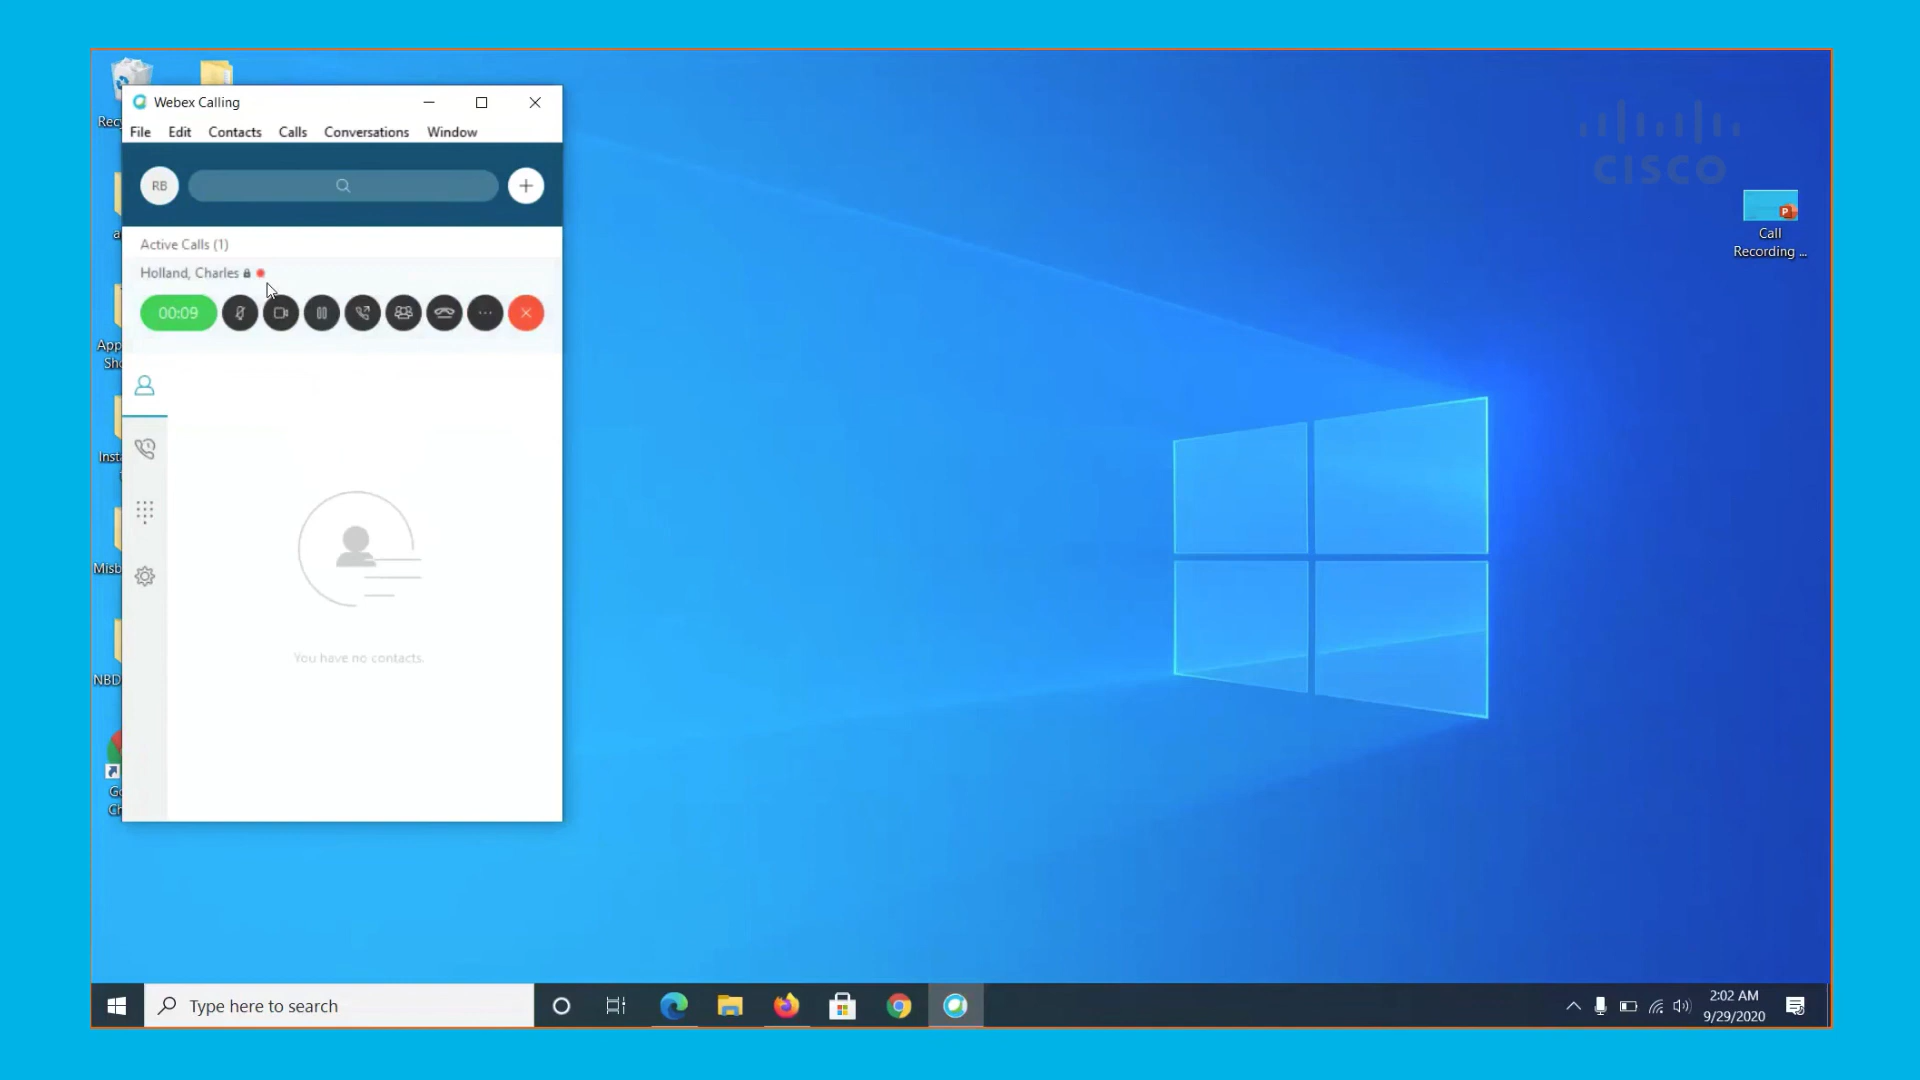 Webex Calling
File Edit Contacts Calls Conversations Window
RB
Active Calls (1)
Holland, Charles
00:09
You have no contacts.
CISCO
Call
Recording ...
Type here to search
2:02 AM
9/29/2020